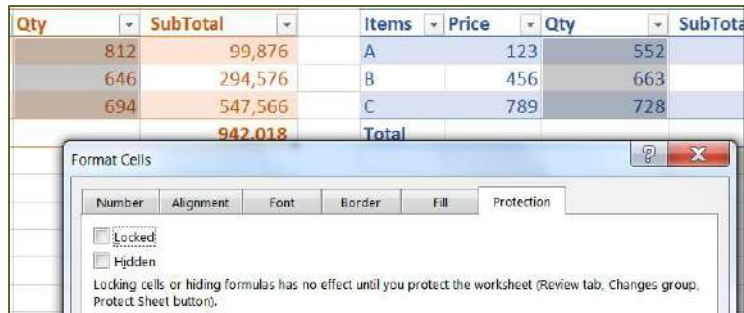 Qty SubTotal Items Price Qty SubTota
812 99,876 A 123 552
646 294,576 B 456 663
694 547,566 C 789 728
942,018 Total
Format Cells
Number Alignment Font Border Fill Protection
Locked
Hidden
Locking cells or hiding formulas has no effect until you protect the worksheet (Review tab, Changes group,
Protect Sheet button).